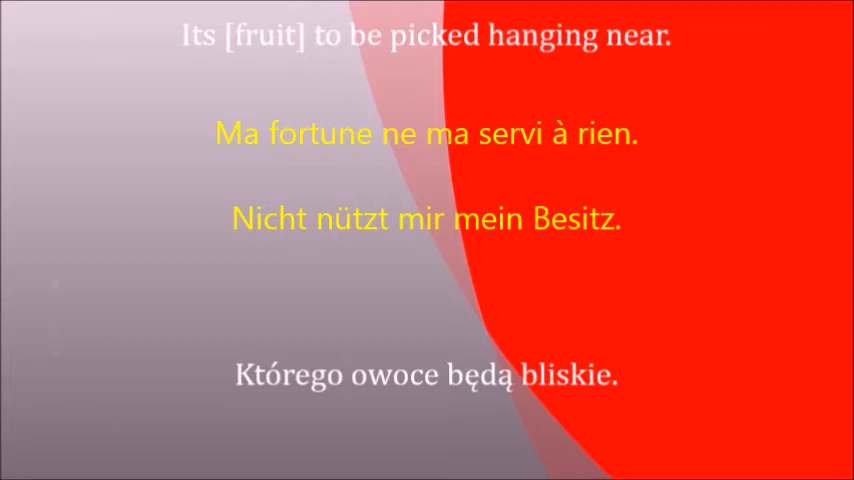 Its [fruit] to be picked hanging near.
Ma fortune ne ma servi à rien.
Nicht nützt mir mein Besitz.
Którego owoce będą bliskie.